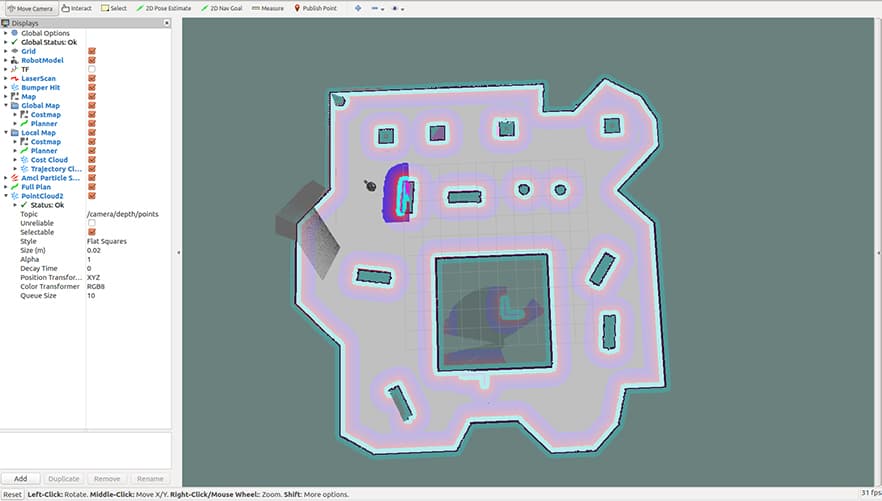 Move Camera Interact Select 2D Pose Estimate 2D Nav Goal Measure Publish Point
Displays
Global Options
Global Status: Ok
Grid
RobotModel
TF
LaserScan
Bumper Hit
Map
Global Map
Costmap
Planner
Local Map
Costmap
Planner
Cost Cloud
Trajectory Cl...
Amcl Particle S...
Full Plan
PointCloud2
Status: Ok
Topic /camera/depth/points
Unreliable
Selectable
Style Flat Squares
Size (m) 0.02
Alpha 1
Decay Time 0
Position Transfor... XYZ
Color Transformer RGB8
Queue Size 10
Add Duplicate Remove Rename
Reset Left-Click: Rotate. Middle-Click: Move X/Y. Right-Click/Mouse Wheel:: Zoom. Shift: More options. 31 fps